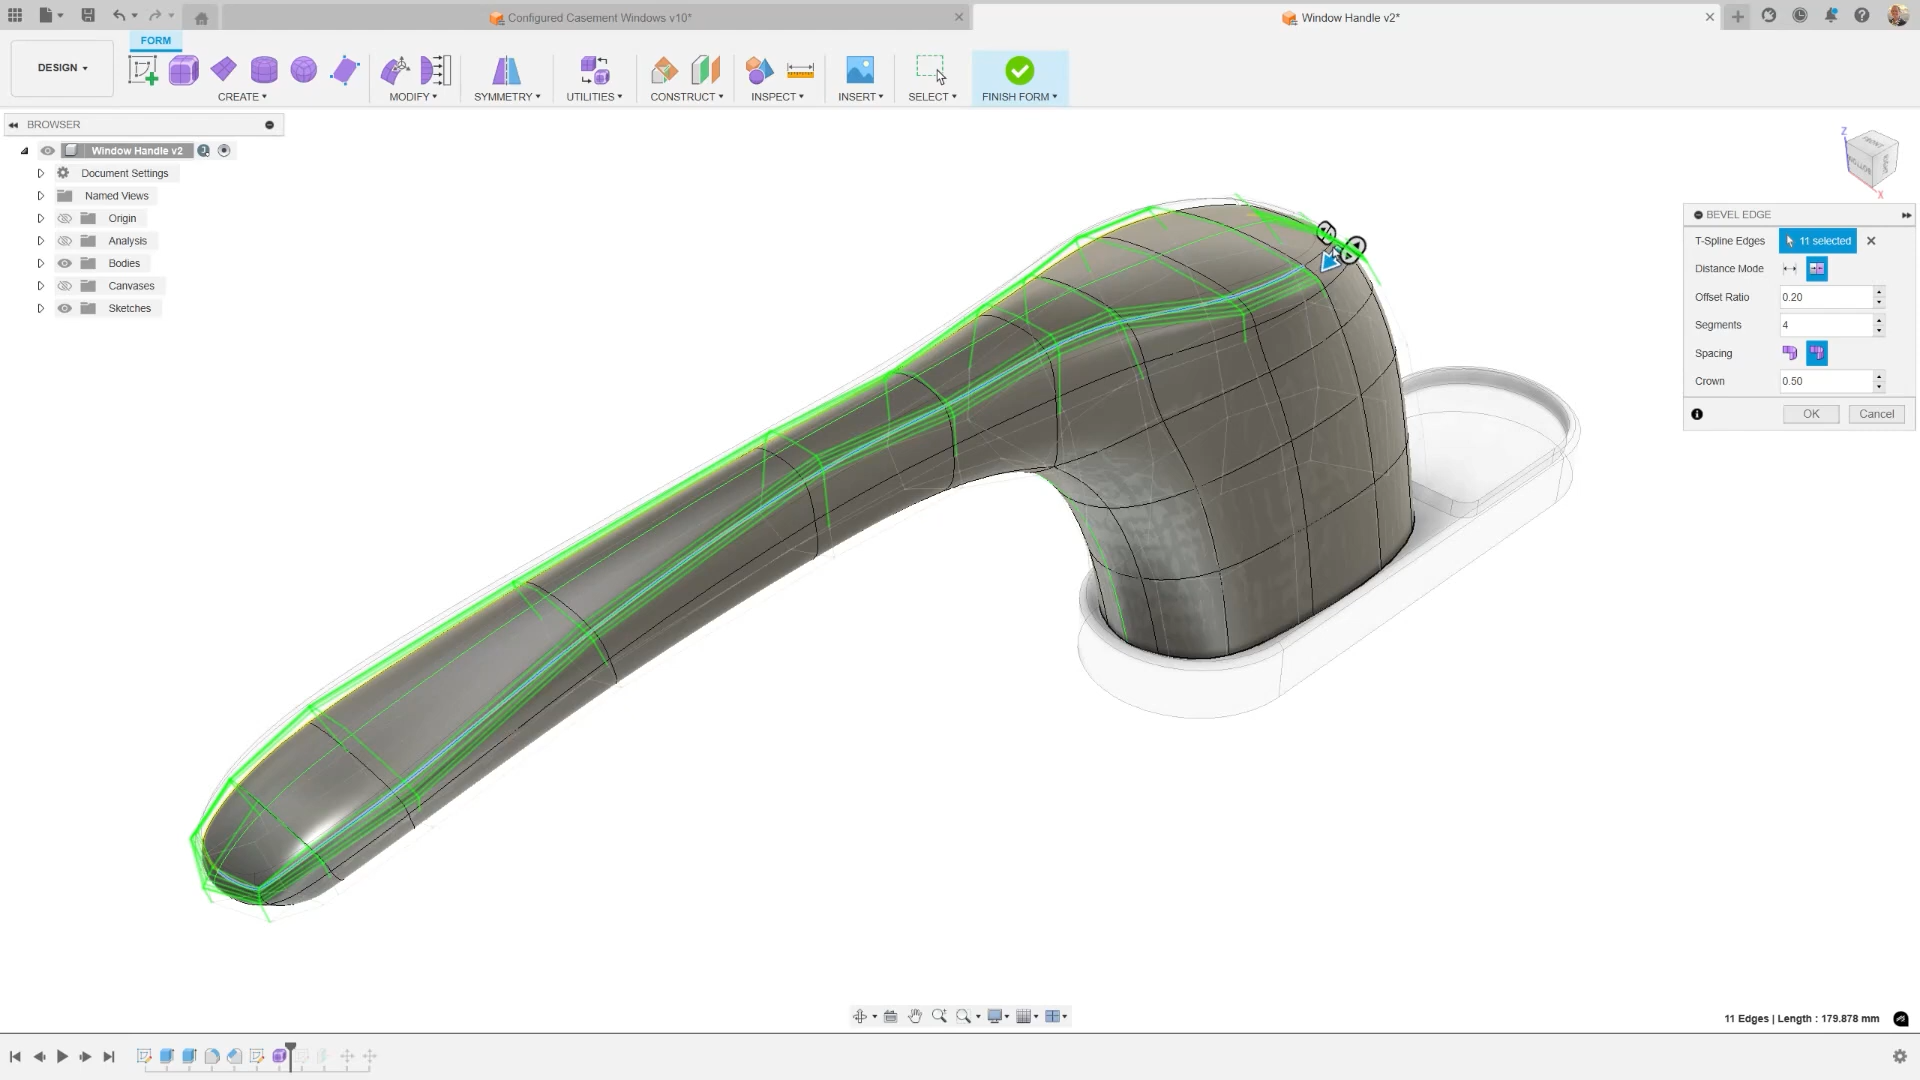 Configured Casement Windows v10*
Window Handle v2*
FORM
DESIGN
CREATE
MODIFY
SYMMETRY
UTILITIES
CONSTRUCT
INSPECT
INSERT
SELECT
FINISH FORM
BROWSER
Window Handle v2
Document Settings
Named Views
Origin
Analysis
Bodies
Canvases
Sketches
Z
X
BEVEL EDGE
T-Spline Edges
11 selected
Distance Mode
Offset Ratio
0.20
Segments
4
Spacing
Crown
0.50
OK
Cancel
11 Edges | Length : 179.878 mm